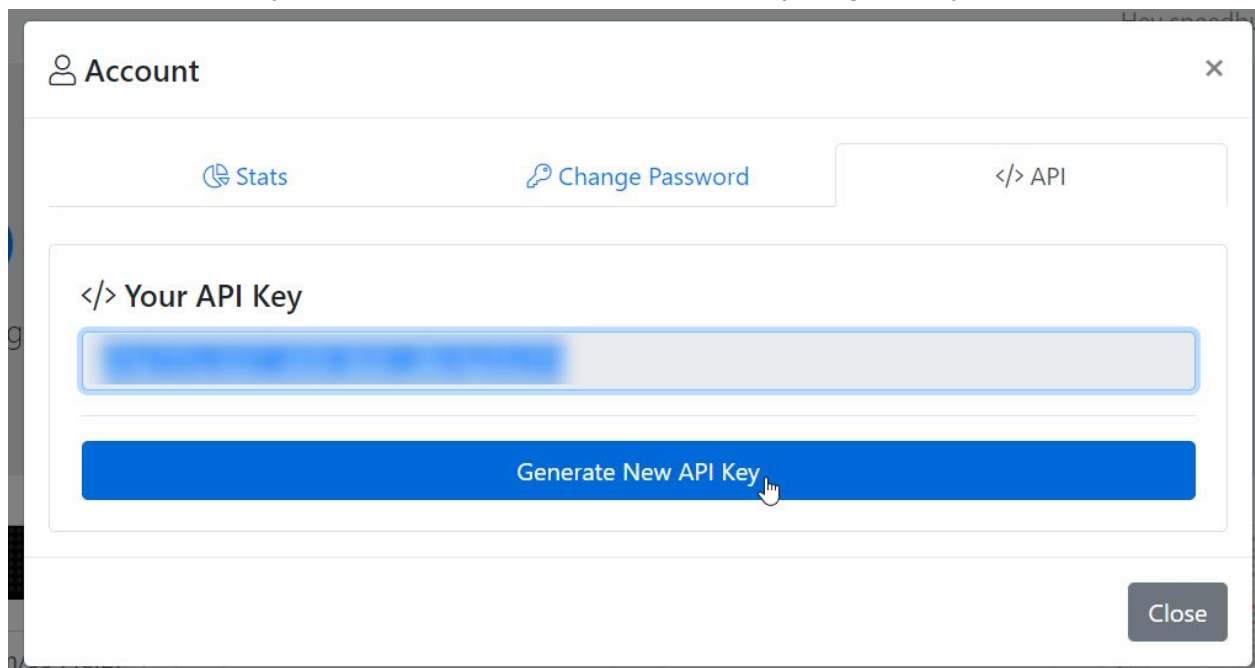 Account
×
Stats
Change Password
</> API
</> Your API Key
Generate New API Key
Close